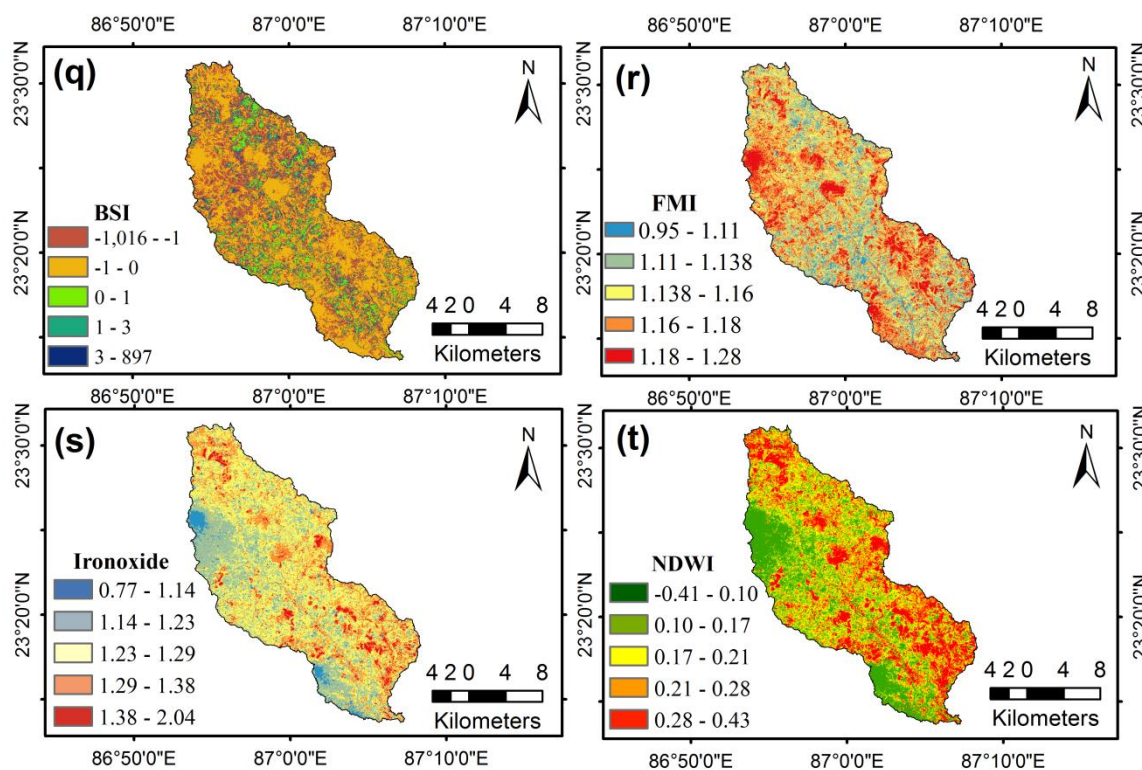 86°50'0"E 87°0'0"E 87°10'0"E
(q)
N
23°30'0"N
23°20'0"N
BSI
-1,016 - -1
-1 - 0
0 - 1
1 - 3
3 - 897
4 2 0 4 8
Kilometers
86°50'0"E 87°0'0"E 87°10'0"E
(r)
N
23°30'0"N
23°20'0"N
23°30'0"N
23°20'0"N
FMI
0.95 - 1.11
1.11 - 1.138
1.138 - 1.16
1.16 - 1.18
1.18 - 1.28
4 2 0 4 8
Kilometers
86°50'0"E 87°0'0"E 87°10'0"E
(s)
N
23°30'0"N
23°20'0"N
Ironoxide
0.77 - 1.14
1.14 - 1.23
1.23 - 1.29
1.29 - 1.38
1.38 - 2.04
4 2 0 4 8
Kilometers
86°50'0"E 87°0'0"E 87°10'0"E
86°50'0"E 87°0'0"E 87°10'0"E
(t)
N
23°30'0"N
23°20'0"N
23°30'0"N
23°20'0"N
NDWI
-0.41 - 0.10
0.10 - 0.17
0.17 - 0.21
0.21 - 0.28
0.28 - 0.43
4 2 0 4 8
Kilometers
86°50'0"E 87°0'0"E 87°10'0"E